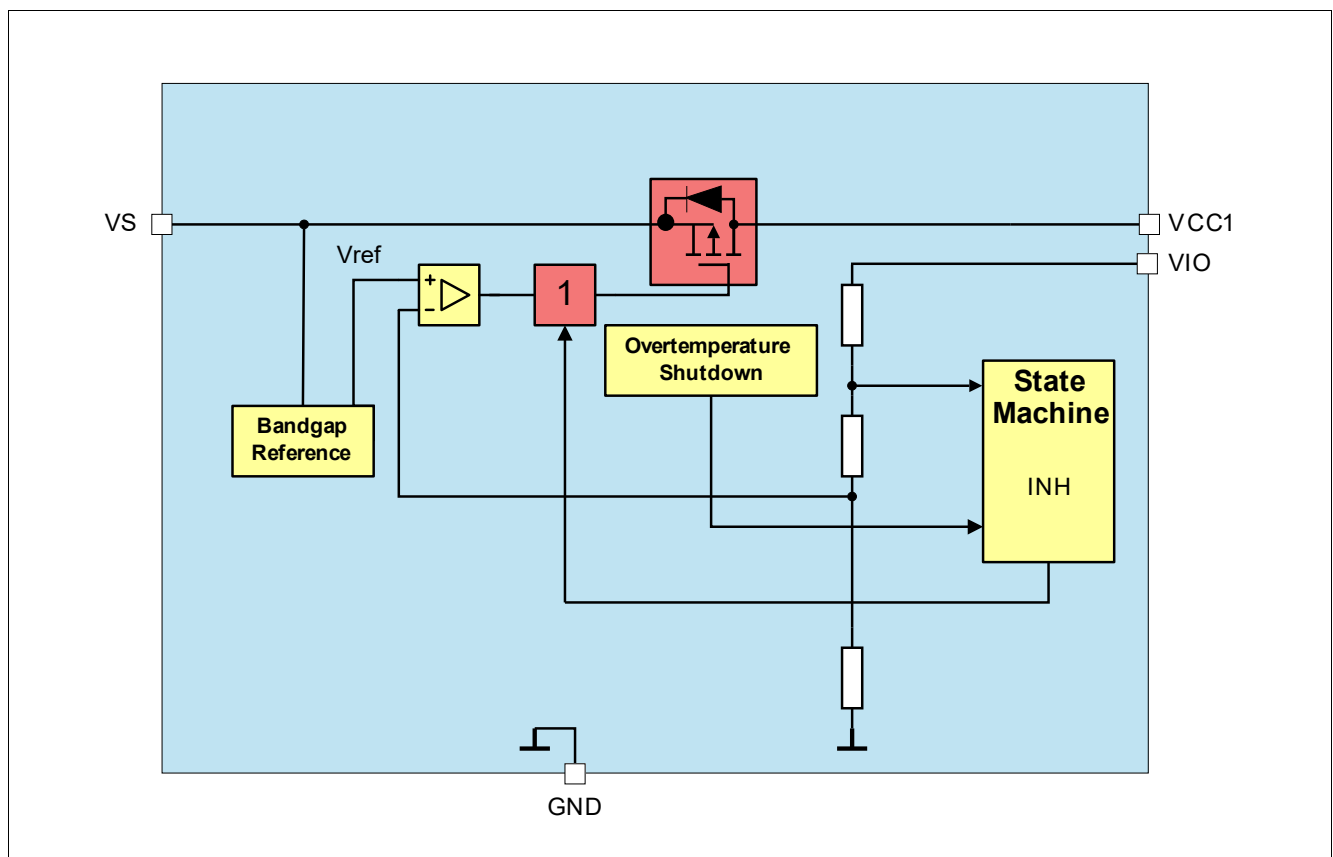 VS
VCC1
Vref
VIO
+
-
1
Overtemperature
Shutdown
State
Machine
INH
Bandgap
Reference
GND